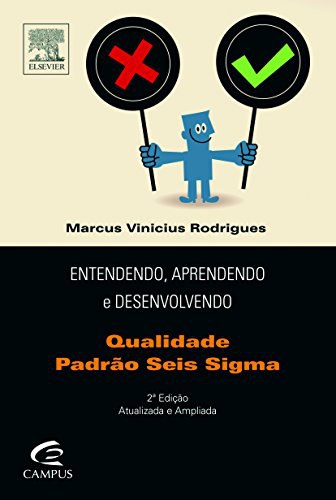 ELSEVIER
Marcus Vinicius Rodrigues
ENTENDENDO, APRENDENDO
e DESENVOLVENDO
Qualidade
Padrão Seis Sigma
2ª Edição
Atualizada e Ampliada
CAMPUS